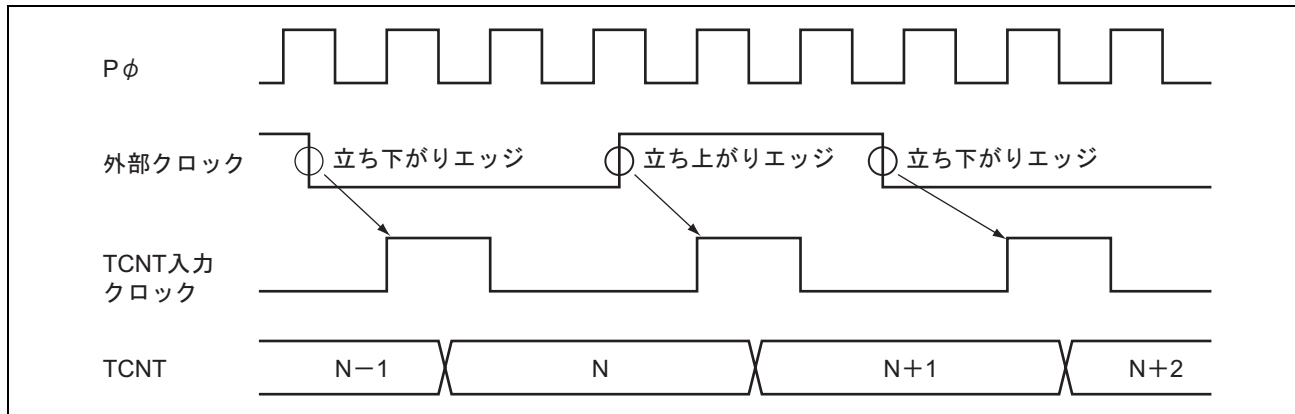 Pφ
外部クロック
立ち下がりエッジ
立ち上がりエッジ
立ち下がりエッジ
TCNT入力
クロック
TCNT
N－1
N
N＋1
N＋2